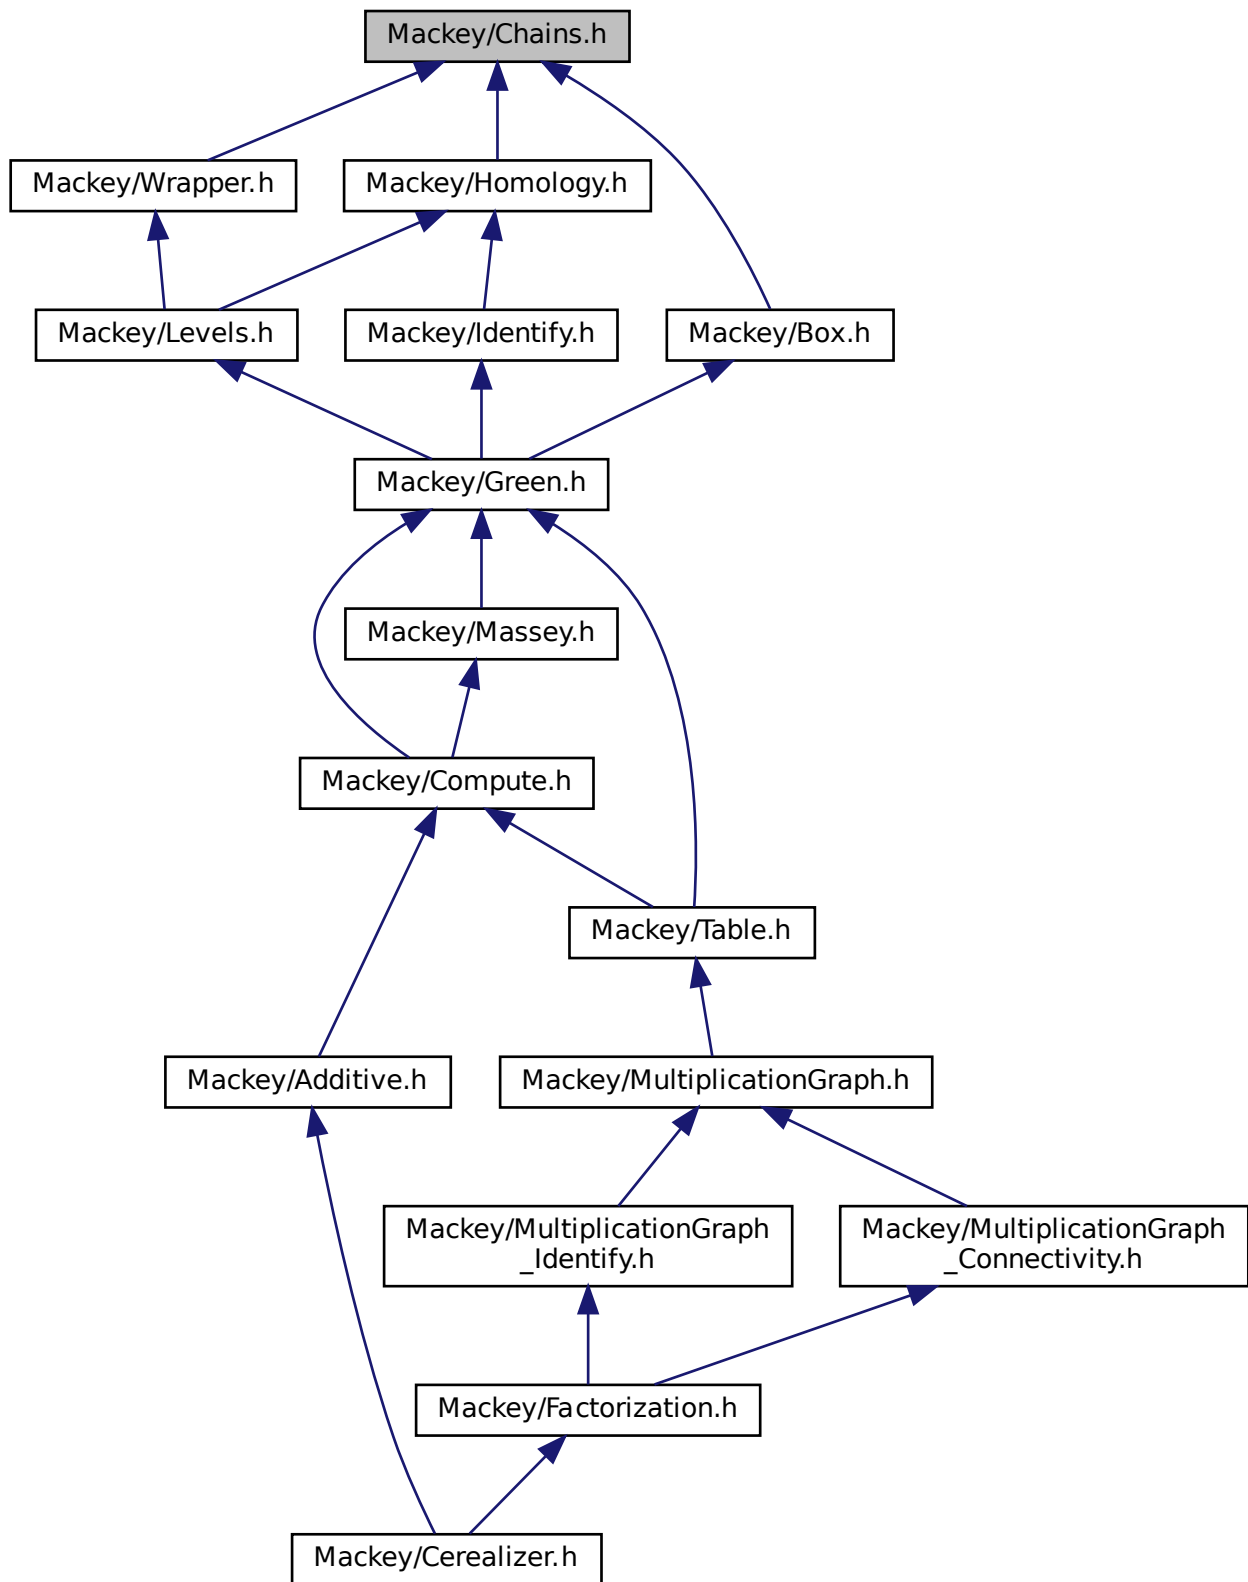 Mackey/Chains.h
Mackey/Wrapper.h
Mackey/Homology.h
Mackey/Levels.h
Mackey/Identify.h
Mackey/Box.h
Mackey/Green.h
Mackey/Massey.h
Mackey/Compute.h
Mackey/Table.h
Mackey/Additive.h
Mackey/MultiplicationGraph.h
Mackey/MultiplicationGraph
_Identify.h
Mackey/MultiplicationGraph
_Connectivity.h
Mackey/Factorization.h
Mackey/Cerealizer.h